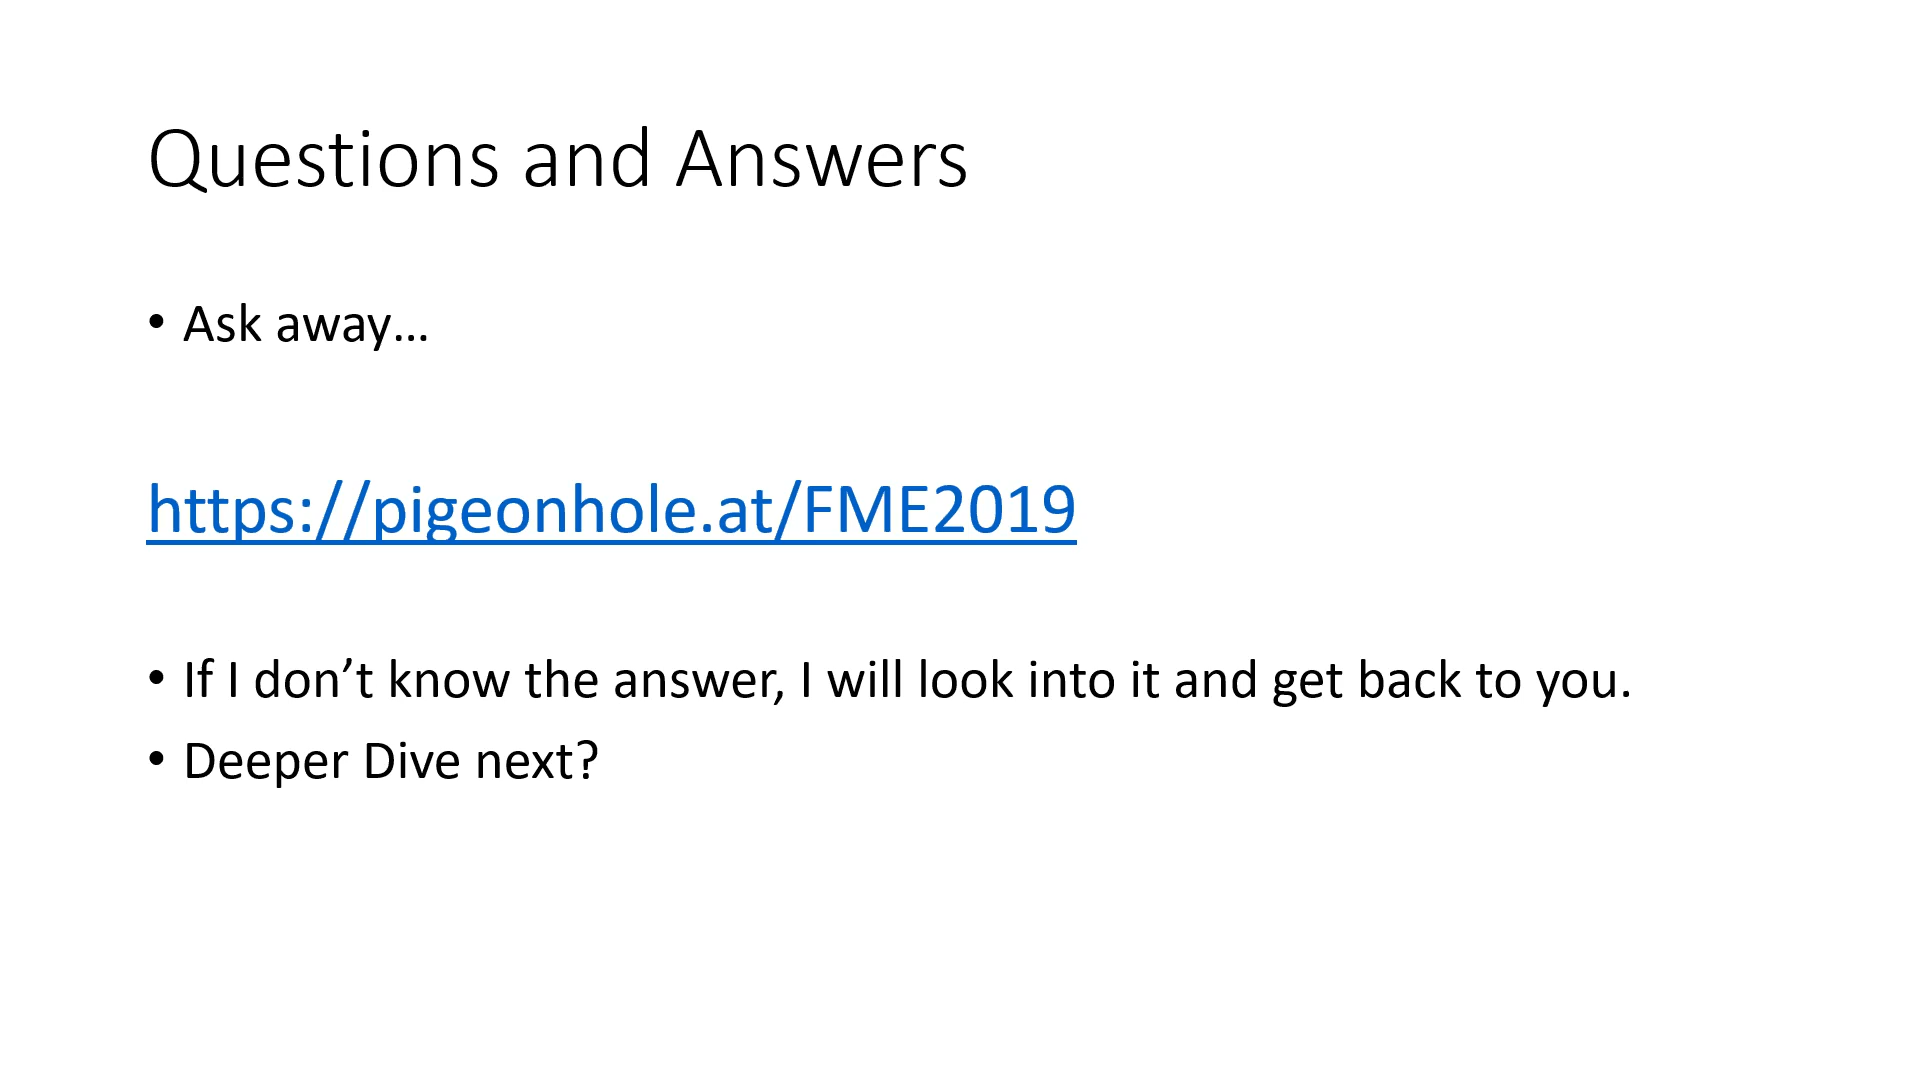 Questions and Answers
• Ask away…
https://pigeonhole.at/FME2019
• If I don’t know the answer, I will look into it and get back to you.
• Deeper Dive next?